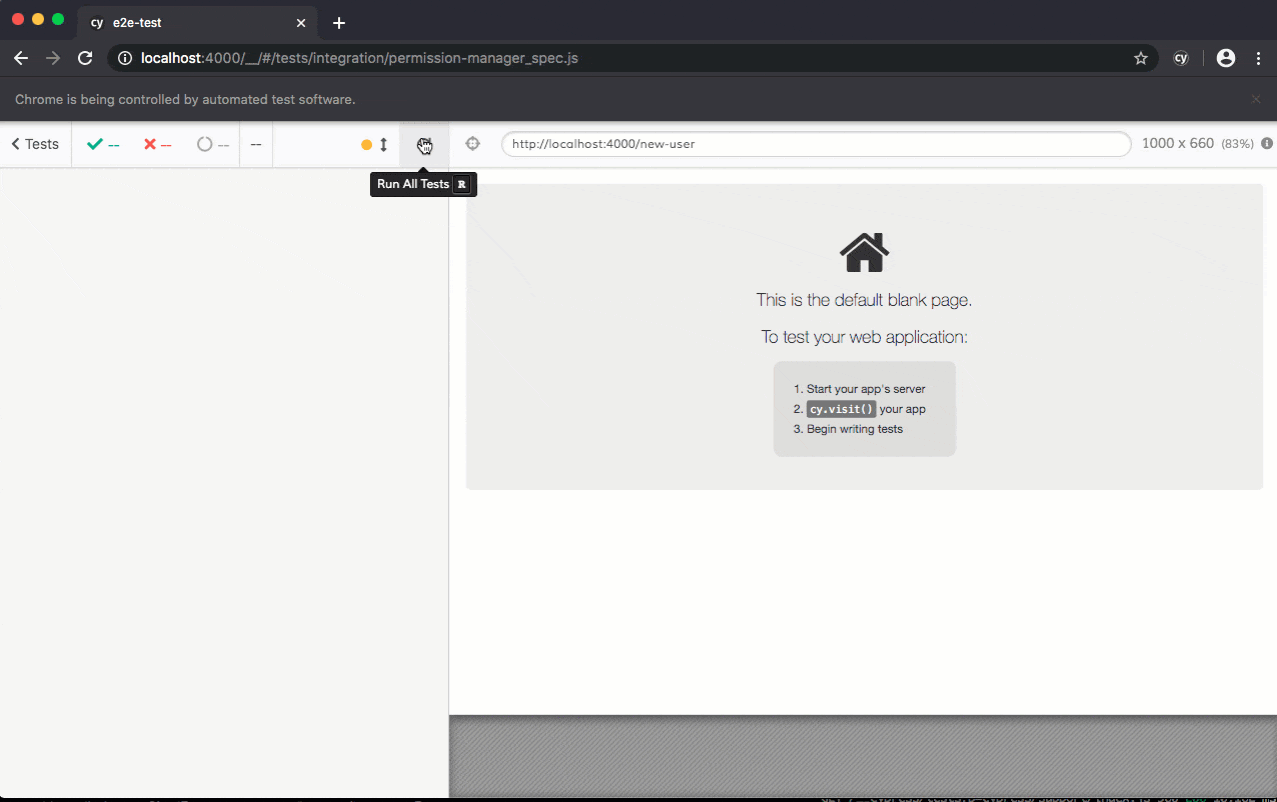 cy e2e-test
localhost:4000/__/#/tests/integration/permission-manager_spec.js
cy
Chrome is being controlled by automated test software.
Tests -- -- -- --
http://localhost:4000/new-user
1000 x 660 (83%)
Run All Tests R
This is the default blank page.
To test your web application:
1. Start your app's server
2. cy.visit() your app
3. Begin writing tests